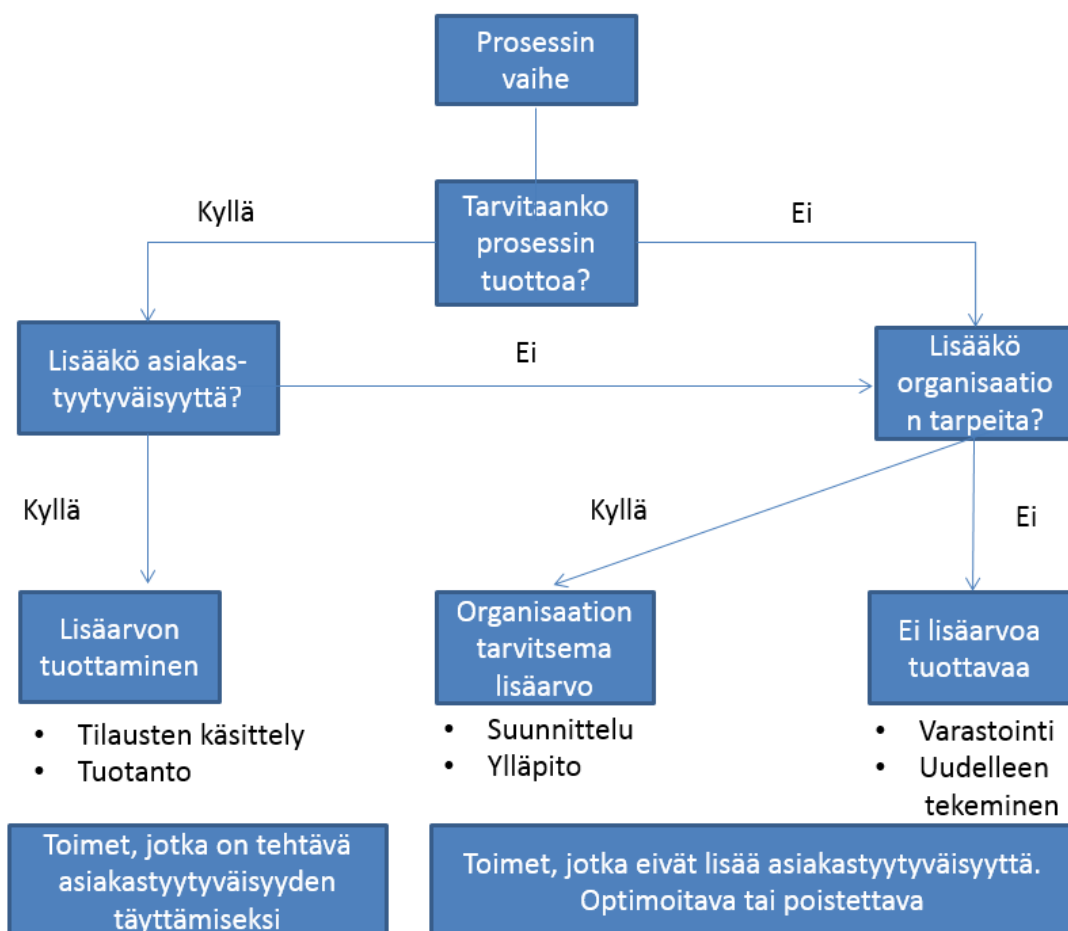 Prosessin
vaihe
Kyllä
Tarvitaanko
prosessin
tuottoa?
Ei
Lisääkö asiakas-
tyytyväisyyttä?
Ei
Lisääkö
organisaatio
n tarpeita?
Kyllä
Kyllä
Ei
Lisäarvon
tuottaminen
Organisaation
tarvitsema
lisäarvo
Ei lisäarvoa
tuottavaa
• Tilausten käsittely
• Tuotanto
• Suunnittelu
• Ylläpito
• Varastointi
• Uudelleen
tekeminen
Toimet, jotka on tehtävä
asiakastyytyväisyyden
täyttämiseksi
Toimet, jotka eivät lisää asiakastyytyväisyyttä.
Optimoitava tai poistettava